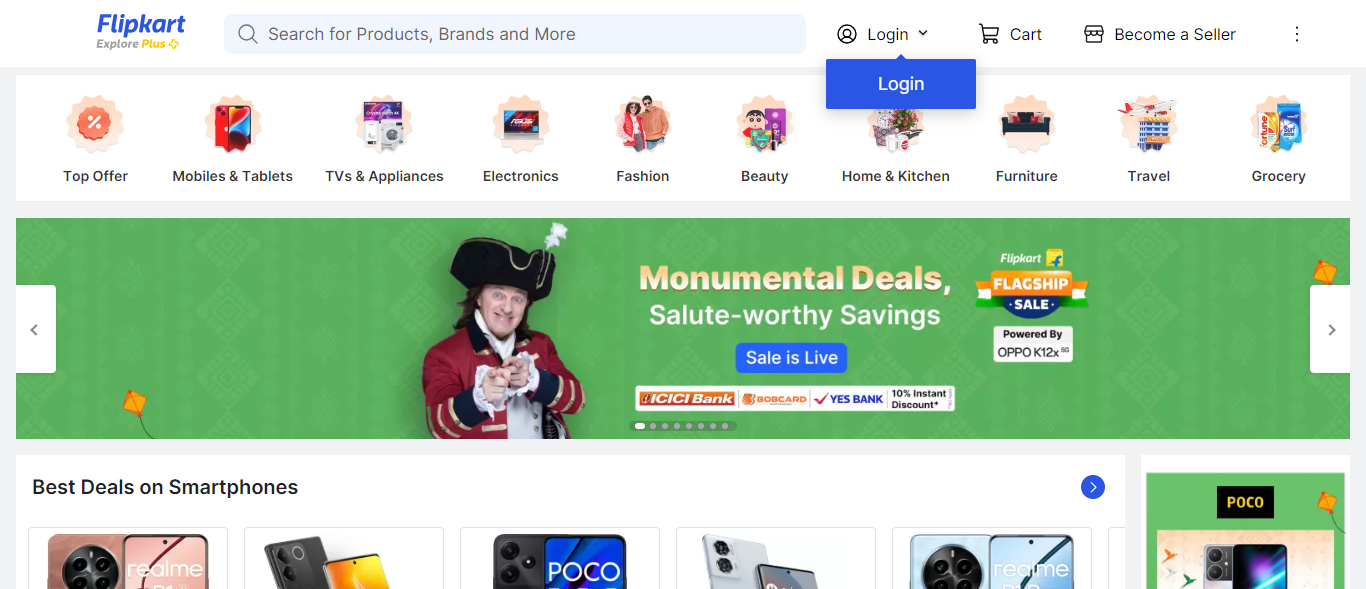 Flipkart
Explore Plus
Search for Products, Brands and More
Login
Cart
Become a Seller
Login
Top Offer
Mobiles & Tablets
TVs & Appliances
Electronics
Fashion
Beauty
Home & Kitchen
Furniture
Travel
Grocery
Monumental Deals,
Salute-worthy Savings
Sale is Live
ICICI Bank
BOBCARD
YES BANK
10% Instant
Discount*
Flipkart
FLAGSHIP
SALE
Powered By
OPPO K12x 5G
Best Deals on Smartphones
realme
POCO
realme
POCO